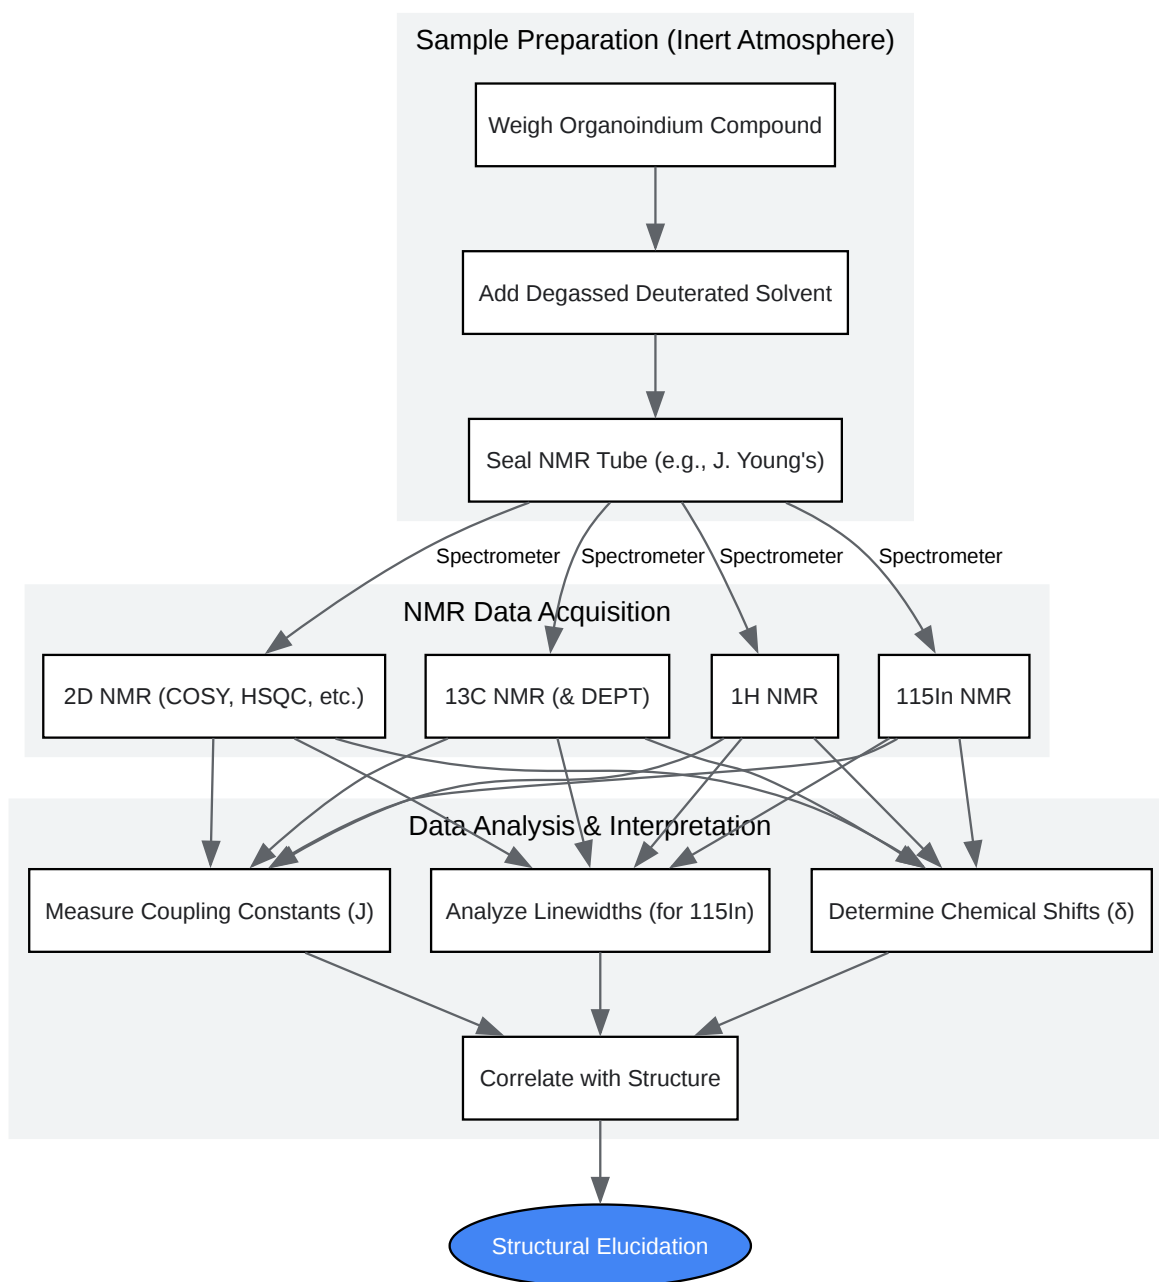 Sample Preparation (Inert Atmosphere)
Weigh Organoindium Compound
Add Degassed Deuterated Solvent
Seal NMR Tube (e.g., J. Young's)
Spectrometer
Spectrometer
Spectrometer
Spectrometer
NMR Data Acquisition
2D NMR (COSY, HSQC, etc.)
13C NMR (& DEPT)
1H NMR
115In NMR
Data Analysis & Interpretation
Measure Coupling Constants (J)
Analyze Linewidths (for 115In)
Determine Chemical Shifts (δ)
Correlate with Structure
Structural Elucidation